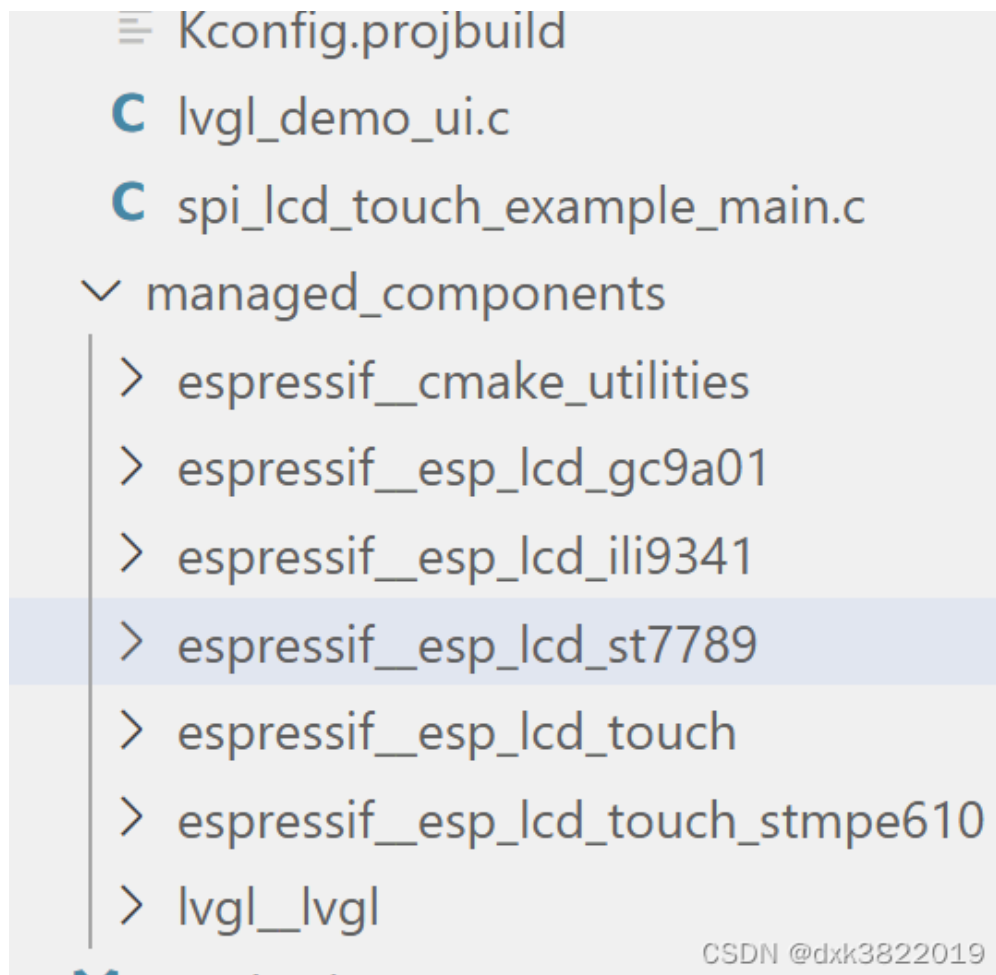 Kconfig.projbuild
C lvgl_demo_ui.c
C spi_lcd_touch_example_main.c
managed_components
espressif__cmake_utilities
espressif__esp_lcd_gc9a01
espressif__esp_lcd_ili9341
espressif__esp_lcd_st7789
espressif__esp_lcd_touch
espressif__esp_lcd_touch_stmpe610
lvgl__lvgl
CSDN @dxk3822019